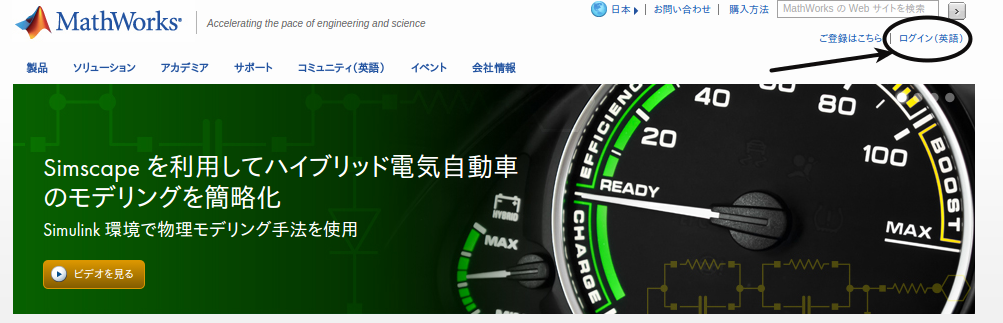 MathWorks®
Accelerating the pace of engineering and science
日本 | お問い合わせ | 購入方法
MathWorks の Web サイトを検索
ご登録はこちら | ログイン（英語）
製品 ソリューション アカデミア サポート コミュニティ（英語） イベント 会社情報
Simscape を利用してハイブリッド電気自動車
のモデリングを簡略化
Simulink 環境で物理モデリング手法を使用
ビデオを見る
EFFICIENCY
20
40
60
80
100
BOOST
READY
MAX
CHARGE
HYBRID
MAX